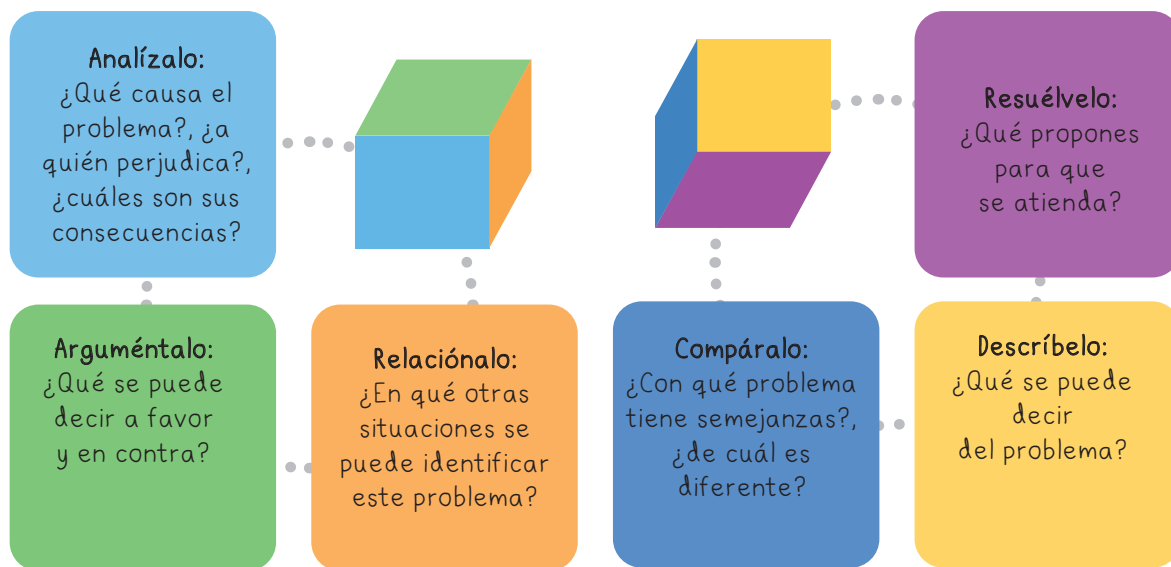 Analízalo:
¿Qué causa el
problema?, ¿a
quién perjudica?,
¿cuáles son sus
consecuencias?
Resuélvelo:
¿Qué propones
para que
se atienda?
Arguméntalo:
¿Qué se puede
decir a favor
y en contra?
Relaciónalo:
¿En qué otras
situaciones se
puede identificar
este problema?
Compáralo:
¿Con qué problema
tiene semejanzas?,
¿de cuál es
diferente?
Descríbelo:
¿Qué se puede
decir
del problema?